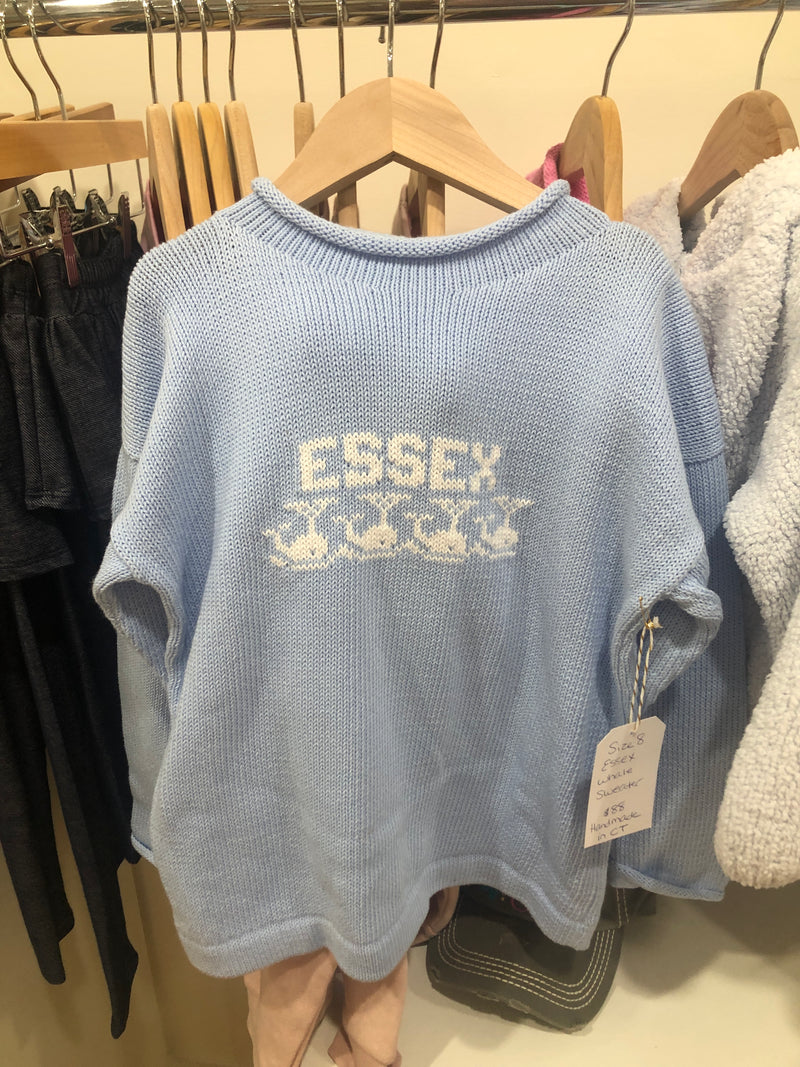 ESSEX
Size 8
Essex
Whale
Sweater
$88
Handmade
in CT